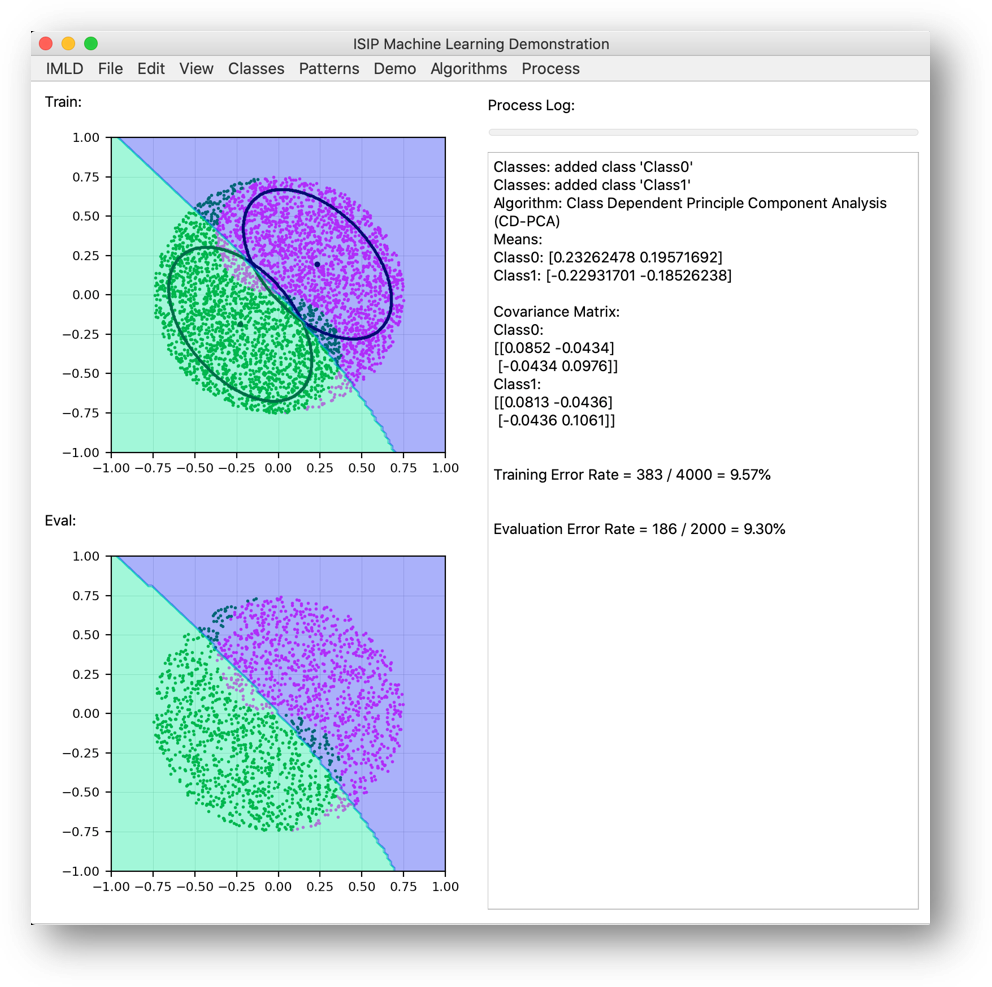 ISIP Machine Learning Demonstration
IMLD File Edit View Classes Patterns Demo Algorithms Process
Train:
1.00
0.75
0.50
0.25
0.00
−0.25
−0.50
−0.75
−1.00
−1.00 −0.75 −0.50 −0.25 0.00 0.25 0.50 0.75 1.00
Eval:
1.00
0.75
0.50
0.25
0.00
−0.25
−0.50
−0.75
−1.00
−1.00 −0.75 −0.50 −0.25 0.00 0.25 0.50 0.75 1.00
Process Log:
Classes: added class 'Class0'
Classes: added class 'Class1'
Algorithm: Class Dependent Principle Component Analysis
(CD-PCA)
Means:
Class0: [0.23262478 0.19571692]
Class1: [-0.22931701 -0.18526238]
Covariance Matrix:
Class0:
[[0.0852 -0.0434]
[-0.0434 0.0976]]
Class1:
[[0.0813 -0.0436]
[-0.0436 0.1061]]
Training Error Rate = 383 / 4000 = 9.57%
Evaluation Error Rate = 186 / 2000 = 9.30%